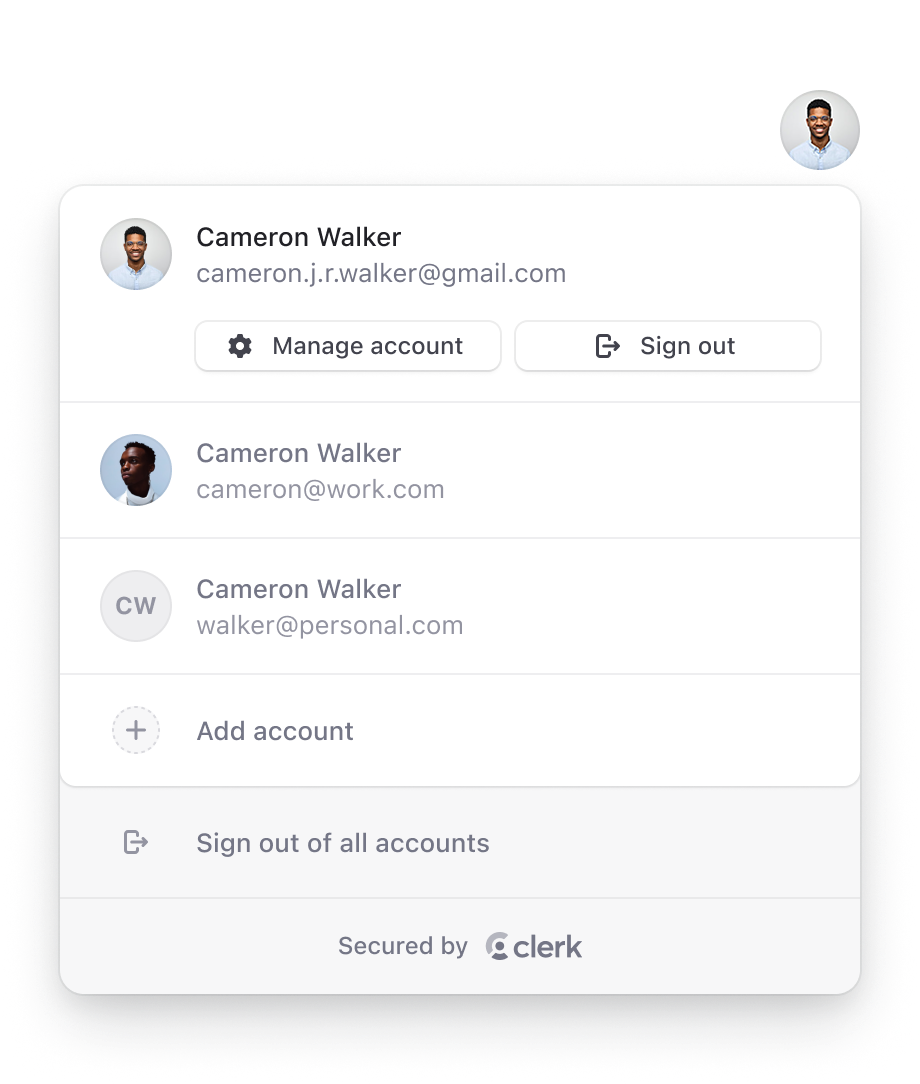 Cameron Walker
cameron.j.r.walker@gmail.com
Manage account
Sign out
Cameron Walker
cameron@work.com
CW
Cameron Walker
walker@personal.com
Add account
Sign out of all accounts
Secured by clerk